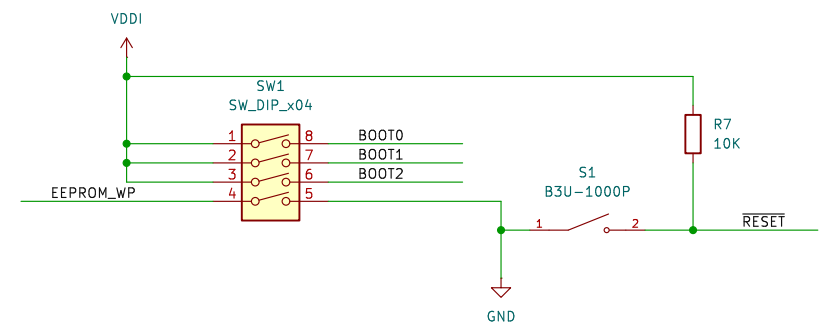 VDDI
SW1
SW_DIP_x04
1 8 BOOT0
2 7 BOOT1
3 6 BOOT2
EEPROM_WP 4 5
R7
10K
S1
B3U-1000P
1 2
RESET
GND